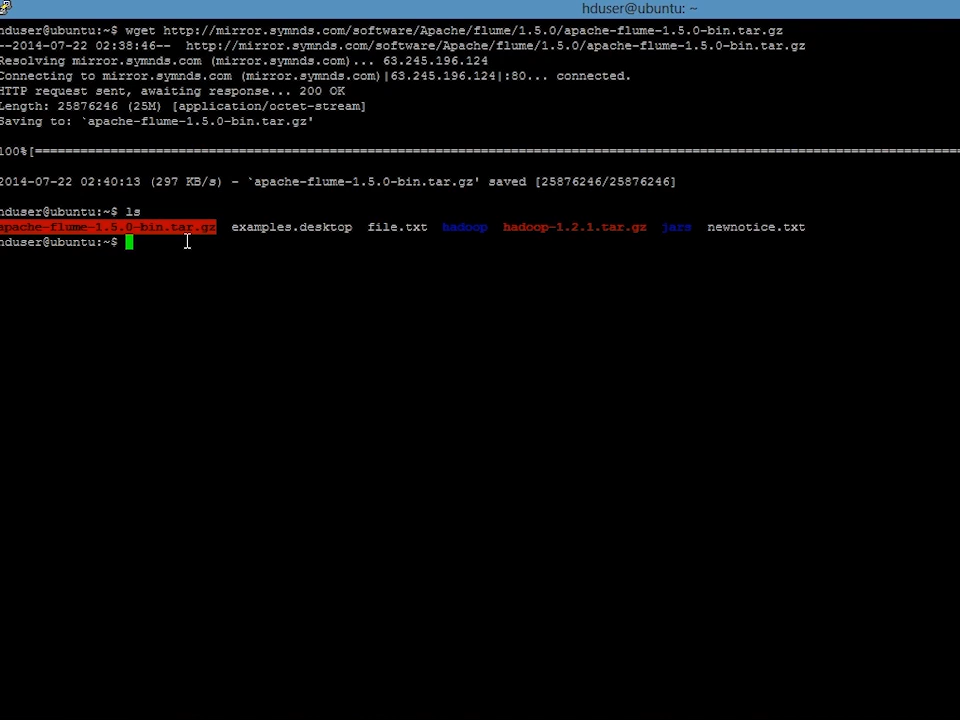 hduser@ubuntu: ~
hduser@ubuntu:~$ wget http://mirror.symnds.com/software/Apache/flume/1.5.0/apache-flume-1.5.0-bin.tar.gz
--2014-07-22 02:38:46--  http://mirror.symnds.com/software/Apache/flume/1.5.0/apache-flume-1.5.0-bin.tar.gz
Resolving mirror.symnds.com (mirror.symnds.com)... 63.245.196.124
Connecting to mirror.symnds.com (mirror.symnds.com)|63.245.196.124|:80... connected.
HTTP request sent, awaiting response... 200 OK
Length: 25876246 (25M) [application/octet-stream]
Saving to: `apache-flume-1.5.0-bin.tar.gz'
100%[===========================================================================================================================
2014-07-22 02:40:13 (297 KB/s) - `apache-flume-1.5.0-bin.tar.gz' saved [25876246/25876246]
hduser@ubuntu:~$ ls
apache-flume-1.5.0-bin.tar.gz  examples.desktop  file.txt  hadoop  hadoop-1.2.1.tar.gz  jars  newnotice.txt
hduser@ubuntu:~$